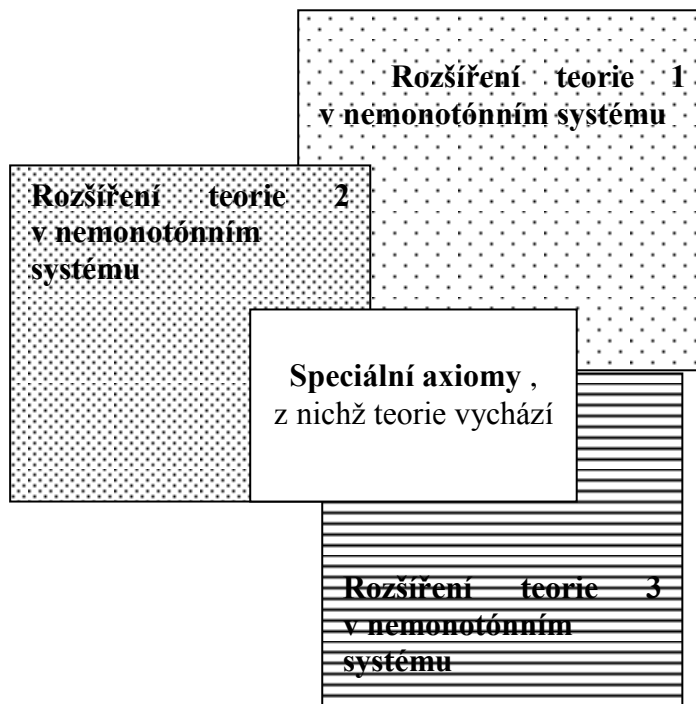 Rozšíření teorie 1
v nemonotónním systému
Rozšíření teorie 2
v nemonotónním
systému
Speciální axiomy ,
z nichž teorie vychází
Rozšíření teorie 3
v nemonotónním
systému